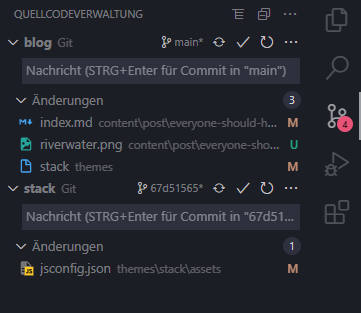 QUELLCODEVERWALTUNG
blog Git main*
Nachricht (STRG+Enter für Commit in "main")
Änderungen 3
index.md content\post\everyone-should-h... M
riverwater.png content\post\everyone-sho... U
stack themes M
stack Git 67d51565*
Nachricht (STRG+Enter für Commit in "67d51...
Änderungen 1
jsconfig.json themes\stack\assets M
4